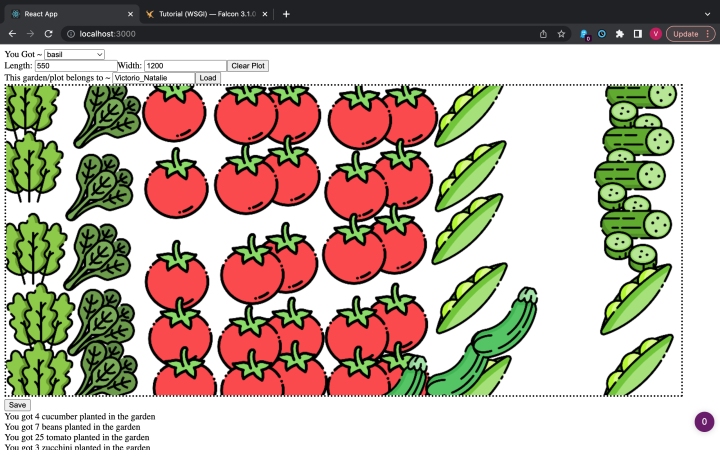 React App
Tutorial (WSGI) — Falcon 3.1.0
localhost:3000
0
V
Update
You Got ~ basil
Length: 550 Width: 1200 Clear Plot
This garden/plot belongs to ~ Victorio_Natalie Load
Save
You got 4 cucumber planted in the garden
You got 7 beans planted in the garden
0
You got 25 tomato planted in the garden
You got 3 zucchini planted in the garden